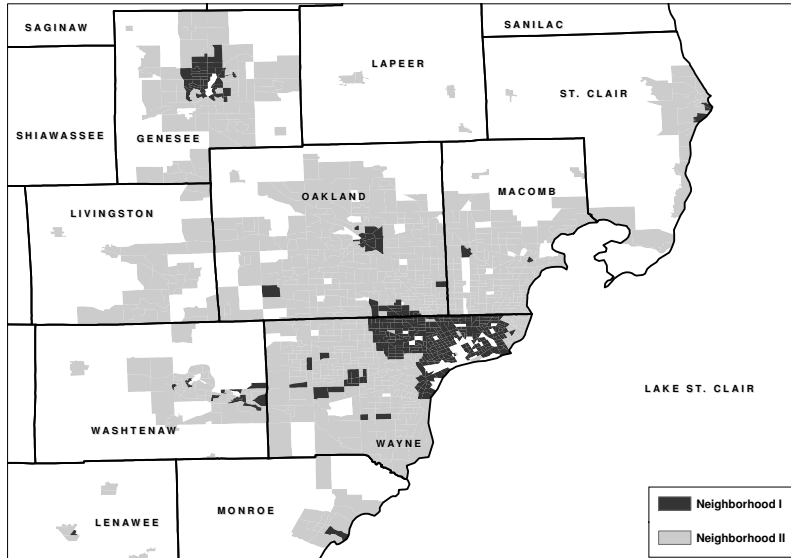 SAGINAW
SANILAC
LAPEER
ST. CLAIR
SHIAWASSEE
GENESEE
OAKLAND
MACOMB
LIVINGSTON
LAKE ST. CLAIR
WASHTENAW
WAYNE
MONROE
LENAWEE
Neighborhood I
Neighborhood II